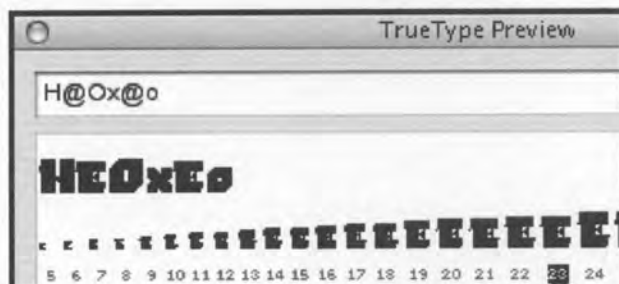 TrueType Preview
H@Ox@o
HEOxEo
E E E E E E E E E E E E E E E E E E E E
5 6 7 8 9 10 11 12 13 14 15 16 17 18 19 20 21 22 23 24